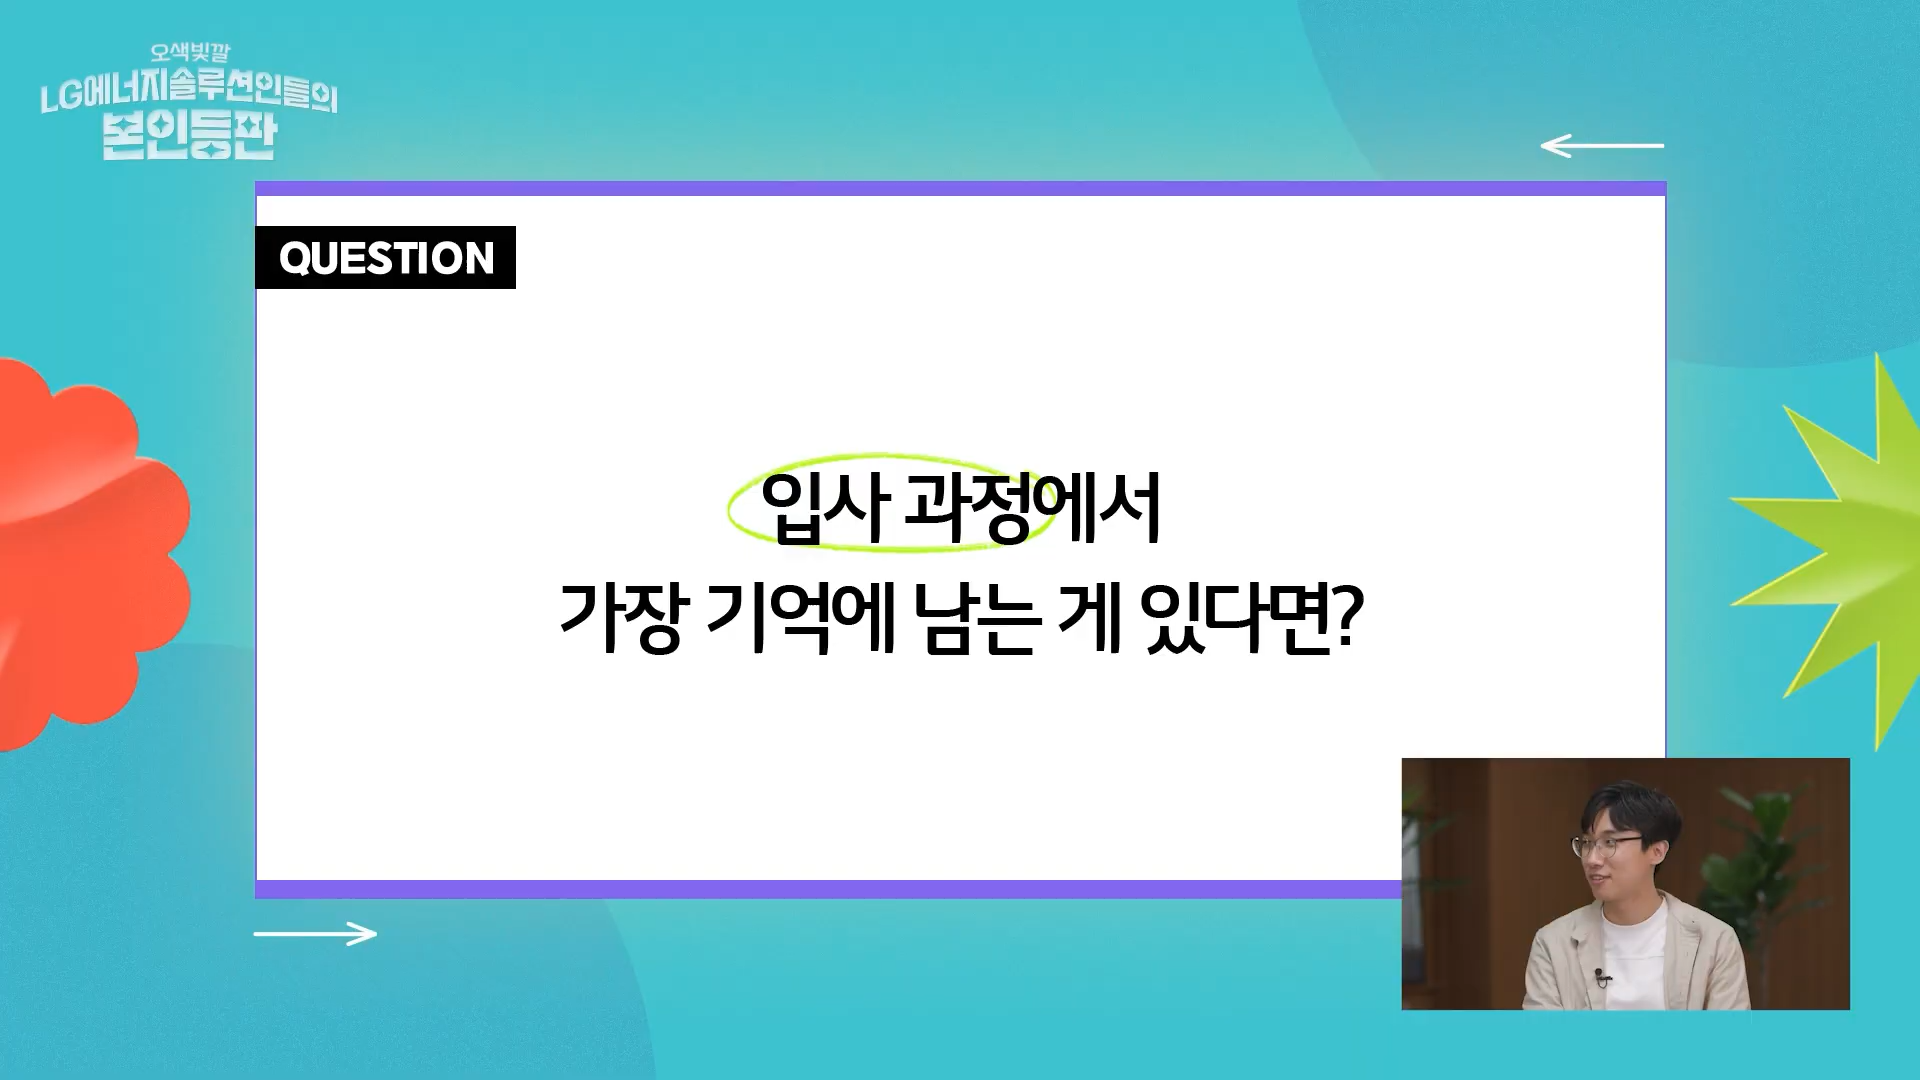 오색빛깔
LG에너지솔루션인들의
본인등판
QUESTION
입사 과정에서
가장 기억에 남는 게 있다면?